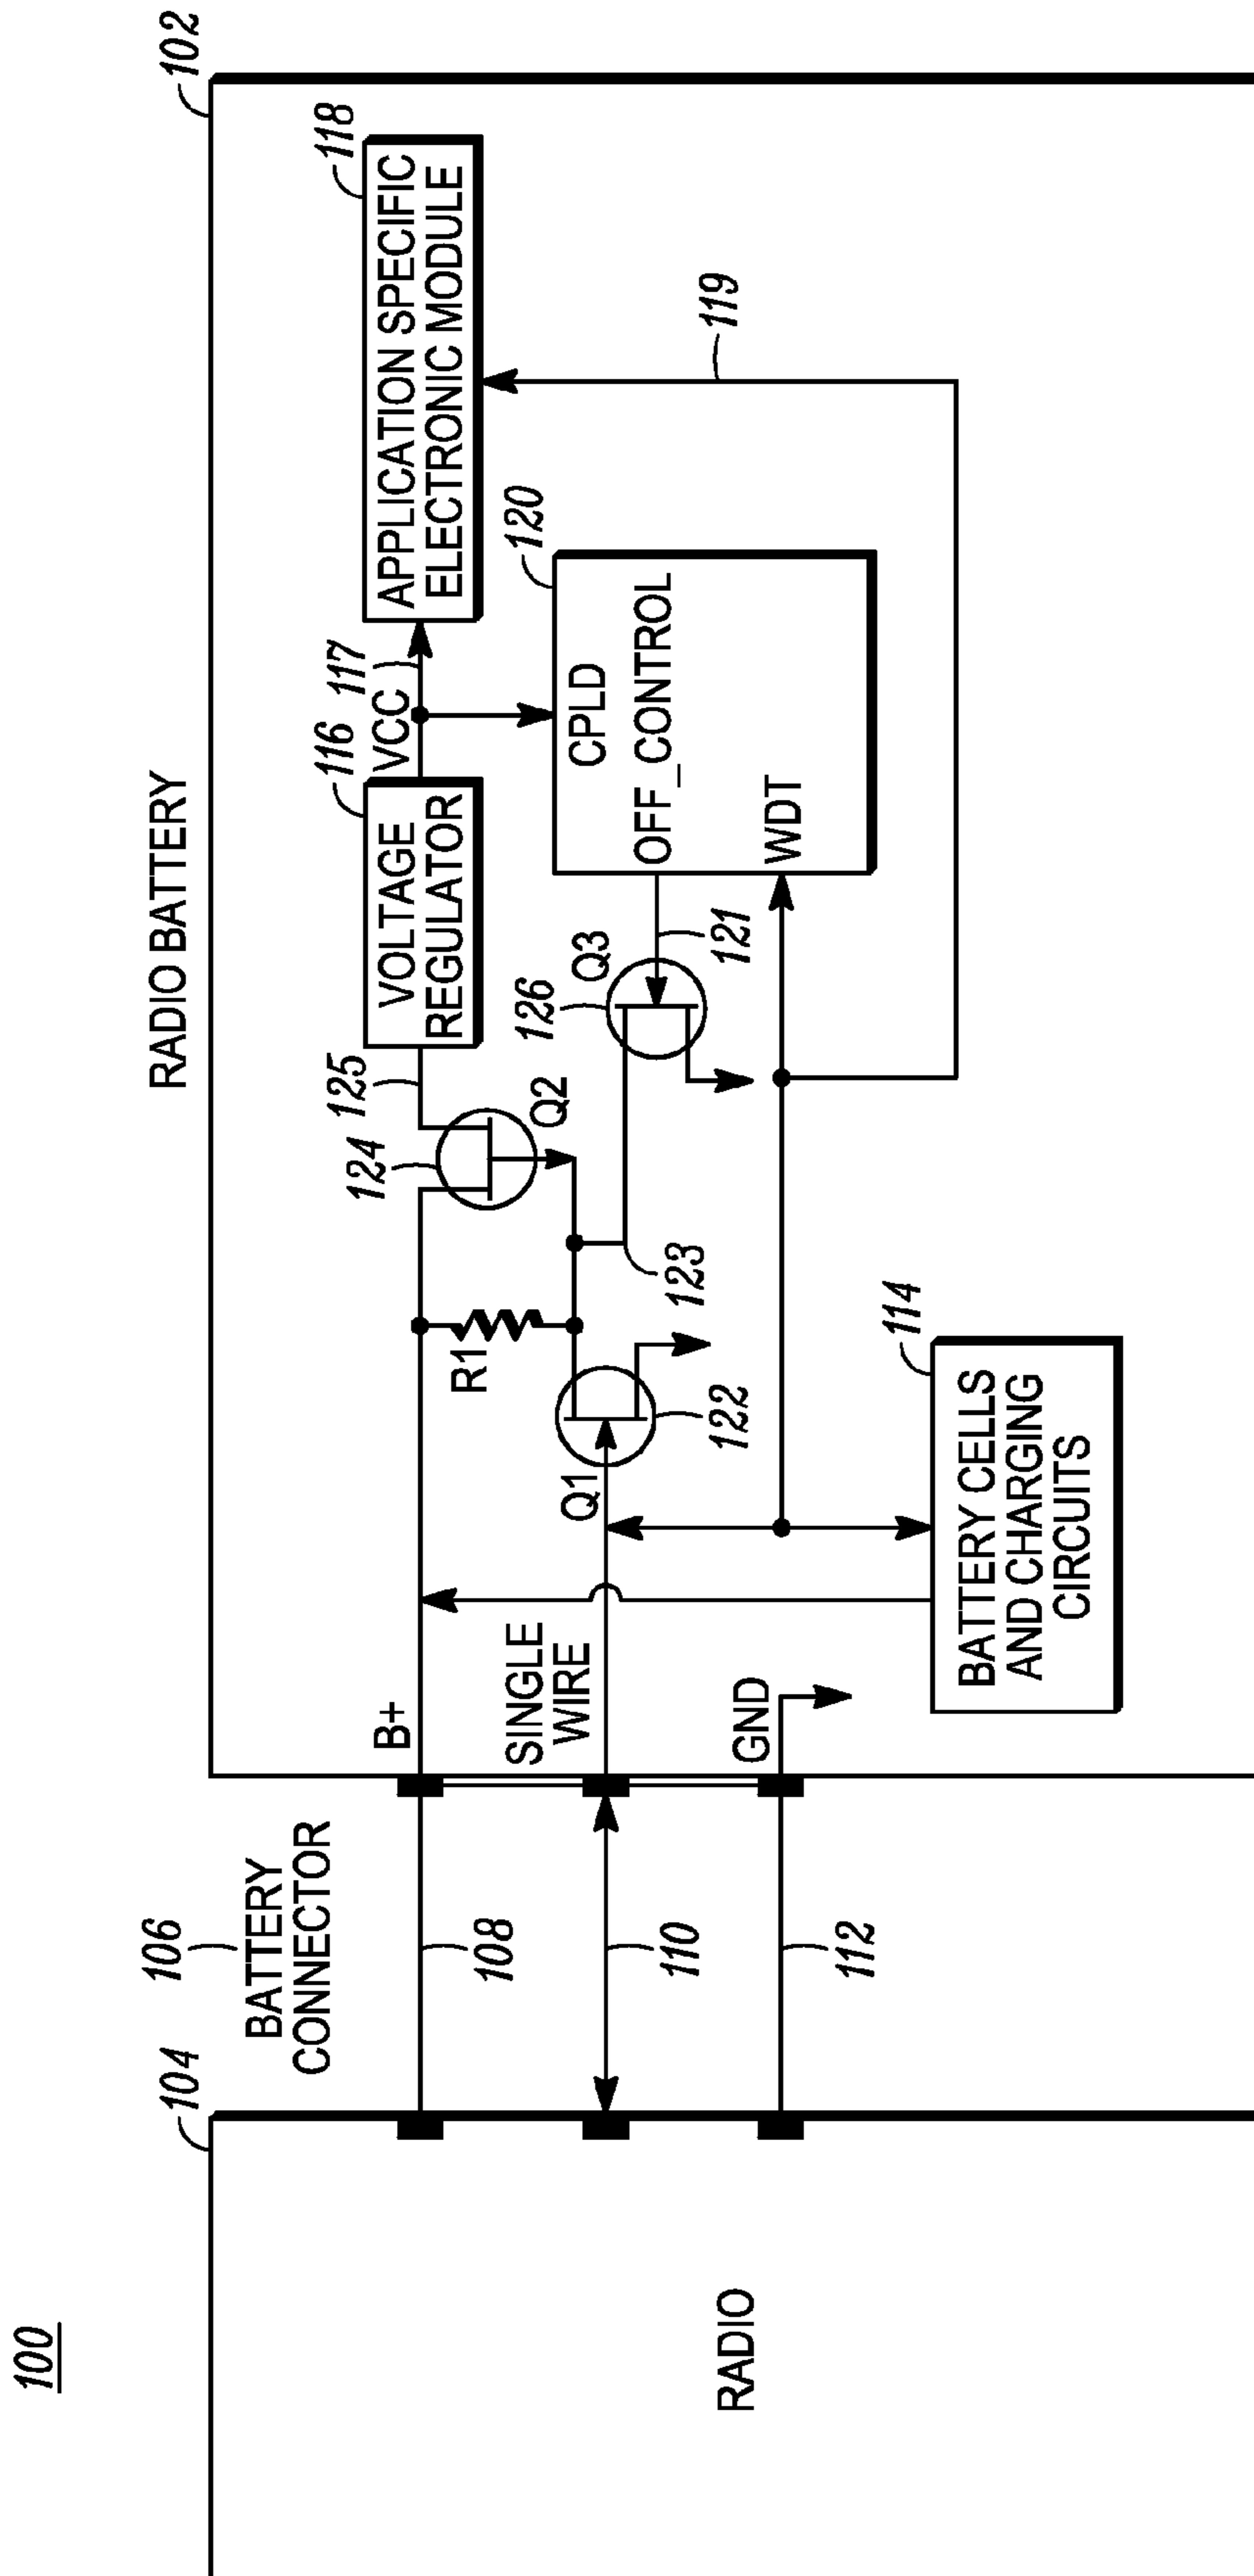 100
RADIO BATTERY
102
104
106
BATTERY
CONNECTOR
RADIO
108
110
112
B+
SINGLE
WIRE
GND
R1
Q1
122
124
Q2
125
123
VOLTAGE
REGULATOR
116
VCC
117
APPLICATION SPECIFIC
ELECTRONIC MODULE
118
126
Q3
121
CPLD
OFF_CONTROL
WDT
120
119
BATTERY CELLS
AND CHARGING
CIRCUITS
114